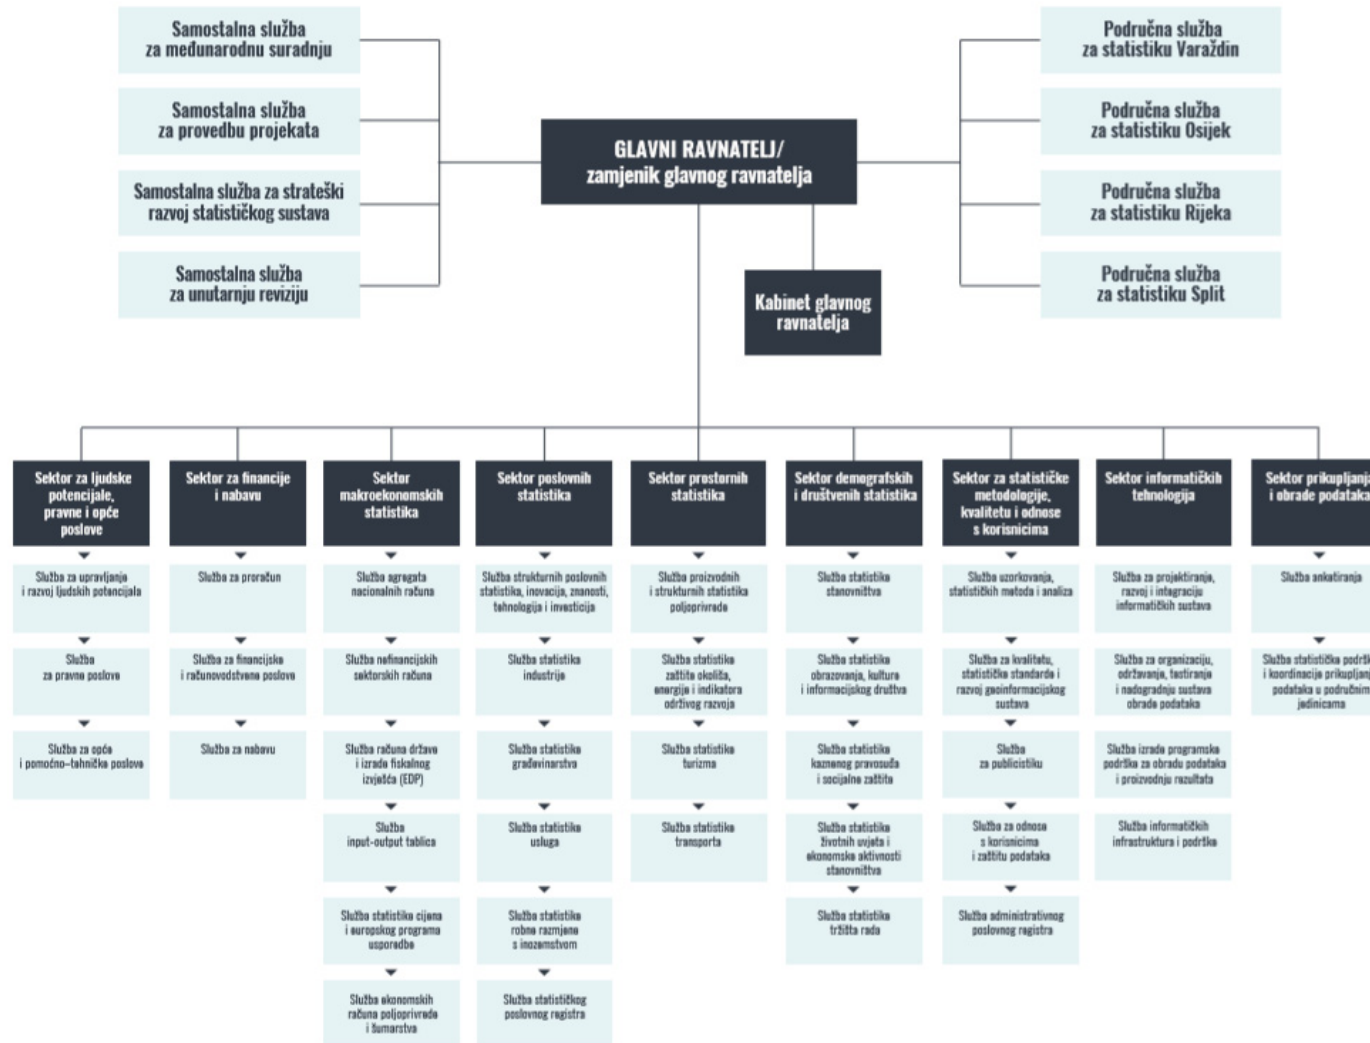 Samostalna služba
za međunarodnu suradnju
Samostalna služba
za provedbu projekata
Samostalna služba za strateški
razvoj statističkog sustava
Samostalna služba
za unutarnju reviziju
GLAVNI RAVNATELJ/
zamjenik glavnog ravnatelja
Kabinet glavnog
ravnatelja
Područna služba
za statistiku Varaždin
Područna služba
za statistiku Osijek
Područna služba
za statistiku Rijeka
Područna služba
za statistiku Split
Sektor za ljudske
potencijale,
pravne i opće
poslove
Služba za upravljanje
i razvoj ljudskih potencijala
Služba
za pravne poslove
Služba za opće
i pomoćno–tehničke poslove
Sektor za financije
i nabavu
Služba za proračun
Služba za financijske
i računovodstvene poslove
Služba za nabavu
Sektor
makroekonomskih
statistika
Služba agregata
nacionalnih računa
Služba nefinancijskih
sektorskih računa
Služba računa države
i izrade fiskalnog
izvješća (EDP)
Služba
input-output tablica
Služba statistike cijena
i europskog programa
usporedbe
Služba ekonomskih
računa poljoprivrede
i šumarstva
Sektor poslovnih
statistika
Služba strukturnih poslovnih
statistika, inovacija, znanosti,
tehnologija i investicija
Služba statistike
industrije
Služba statistike
građevinarstva
Služba statistike
usluga
Služba statistike
robne razmjene
s inozemstvom
Služba statističkog
poslovnog registra
Sektor prostornih
statistika
Služba proizvodnih
i strukturnih statistika
poljoprivrede
Služba statistike
zaštite okoliša,
energije i indikatora
održivog razvoja
Služba statistike
turizma
Služba statistike
transporta
Sektor demografskih
i društvenih statistika
Služba statistike
stanovništva
Služba statistike
obrazovanja, kulture
i informacijskog društva
Služba statistike
kaznenog pravosuđa
i socijalne zaštite
Služba statistike
životnih uvjeta i
ekonomske aktivnosti
stanovništva
Služba statistike
tržišta rada
Sektor za statističke
metodologije,
kvalitetu i odnose
s korisnicima
Služba uzorkovanja,
statističkih metoda i analiza
Služba za kvalitetu,
statističke standarde i
razvoj geoinformacijskog
sustava
Služba
za publicistiku
Služba za odnose
s korisnicima
i zaštitu podataka
Služba administrativnog
poslovnog registra
Sektor informatičkih
tehnologija
Služba za projektiranje,
razvoj i integraciju
informatičkih sustava
Služba za organizaciju,
održavanje, testiranje
i nadogradnju sustava
obrade podataka
Služba izrade programske
podrške za obradu podataka
i proizvodnju rezultata
Služba informatičkih
infrastruktura i podrške
Sektor prikupljanja
i obrade podataka
Služba anketiranja
Služba statističke podrške
i koordinacije prikupljanja
podataka u područnim
jedinicama